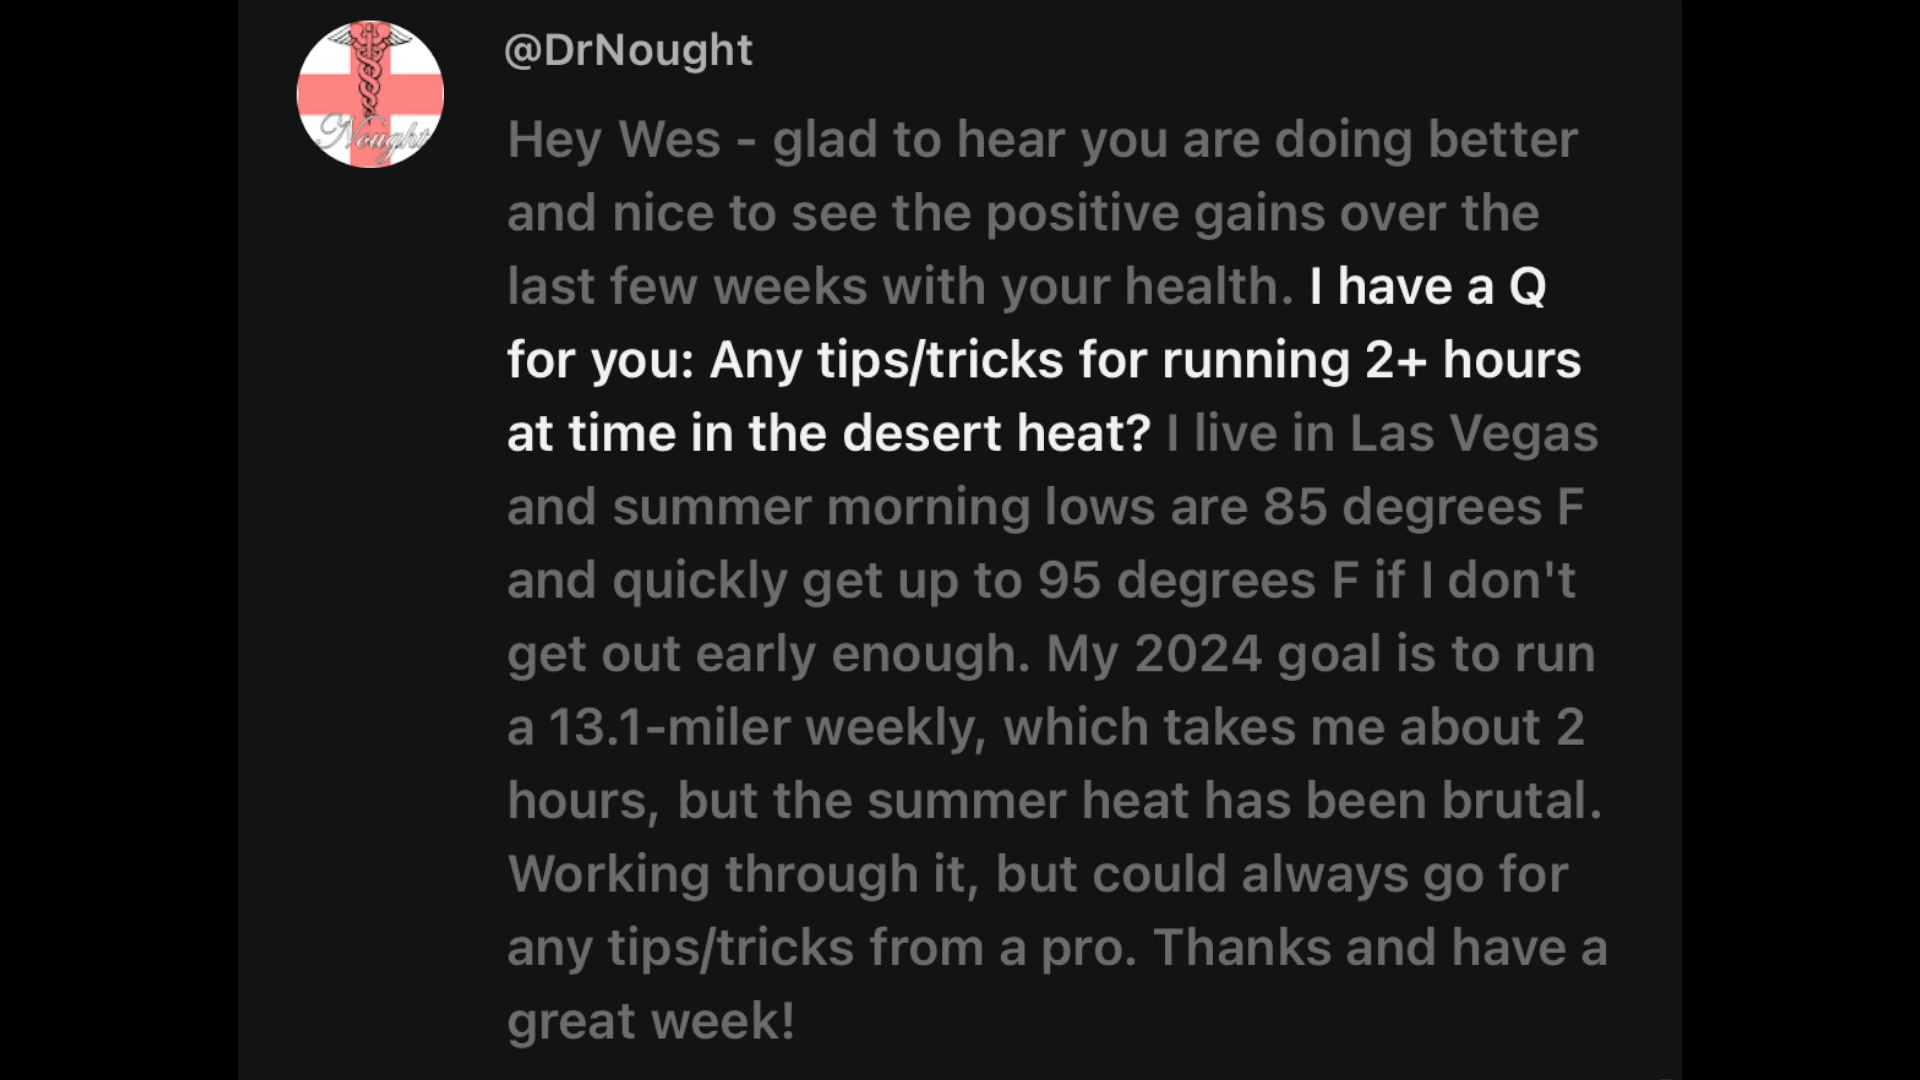 @DrNought
Nought
Hey Wes - glad to hear you are doing better
and nice to see the positive gains over the
last few weeks with your health. I have a Q
for you: Any tips/tricks for running 2+ hours
at time in the desert heat? I live in Las Vegas
and summer morning lows are 85 degrees F
and quickly get up to 95 degrees F if I don't
get out early enough. My 2024 goal is to run
a 13.1-miler weekly, which takes me about 2
hours, but the summer heat has been brutal.
Working through it, but could always go for
any tips/tricks from a pro. Thanks and have a
great week!